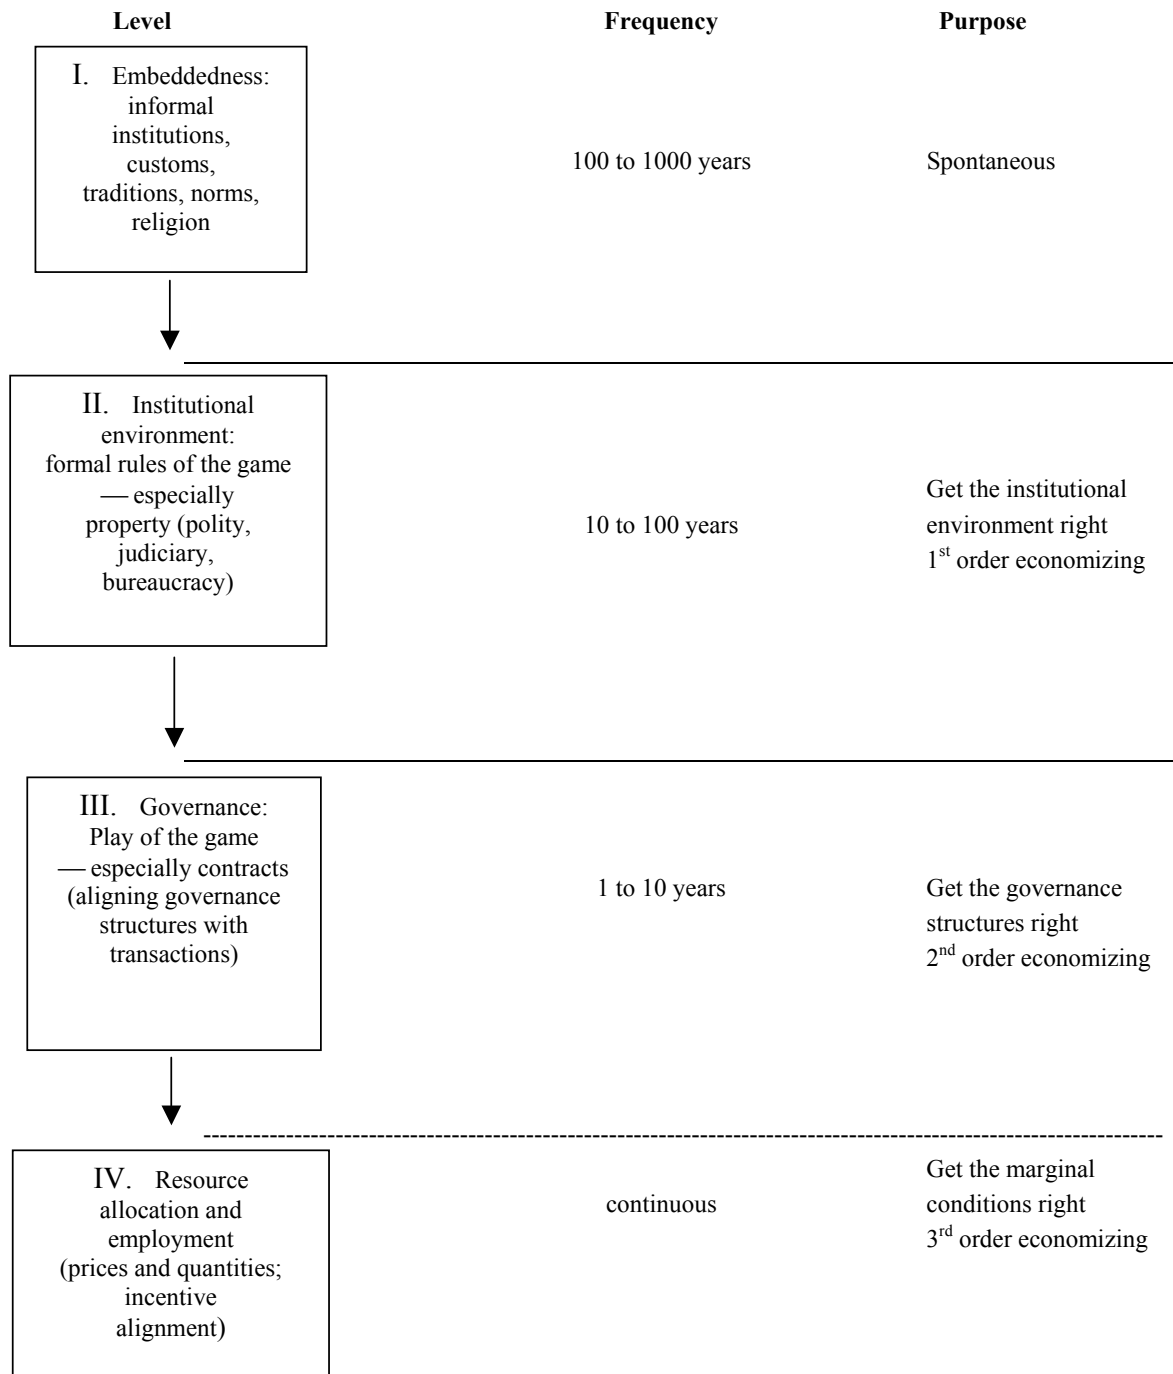 Level Frequency Purpose
I. Embeddedness:
informal
institutions,
customs,
traditions, norms,
religion
100 to 1000 years
Spontaneous
II. Institutional
environment:
formal rules of the game
— especially
property (polity,
judiciary,
bureaucracy)
10 to 100 years
Get the institutional
environment right
1st order economizing
III. Governance:
Play of the game
— especially contracts
(aligning governance
structures with
transactions)
1 to 10 years
Get the governance
structures right
2nd order economizing
IV. Resource
allocation and
employment
(prices and quantities;
incentive
alignment)
continuous
Get the marginal
conditions right
3rd order economizing